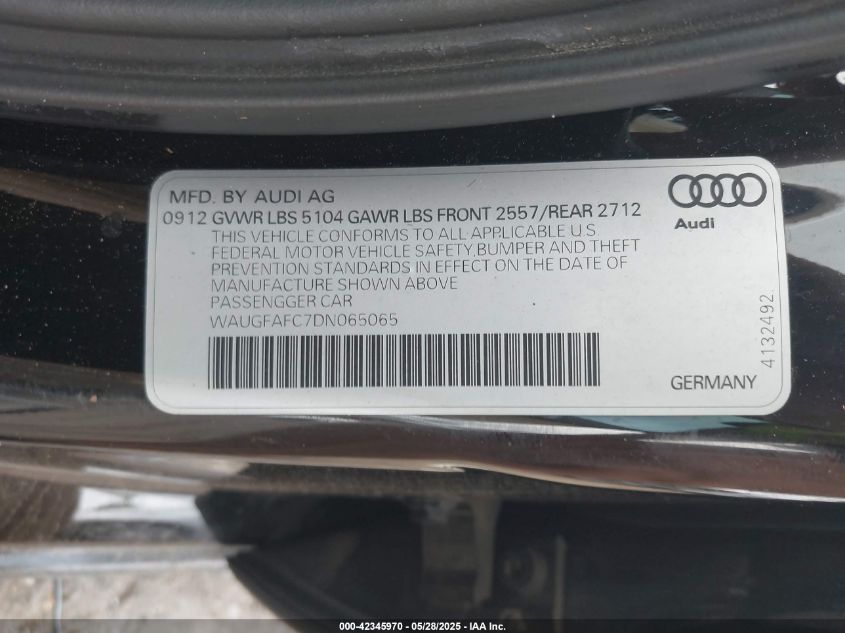 MFD. BY AUDI AG
0912 GVWR LBS 5104 GAWR LBS FRONT 2557/REAR 2712
THIS VEHICLE CONFORMS TO ALL APPLICABLE U.S
FEDERAL MOTOR VEHICLE SAFETY,BUMPER AND THEFT
PREVENTION STANDARDS IN EFFECT ON THE DATE OF
MANUFACTURE SHOWN ABOVE
PASSENGGER CAR
WAUGFAFC7DN065065
Audi
4132492
GERMANY
000-42345970 - 05/28/2025 - IAA Inc.